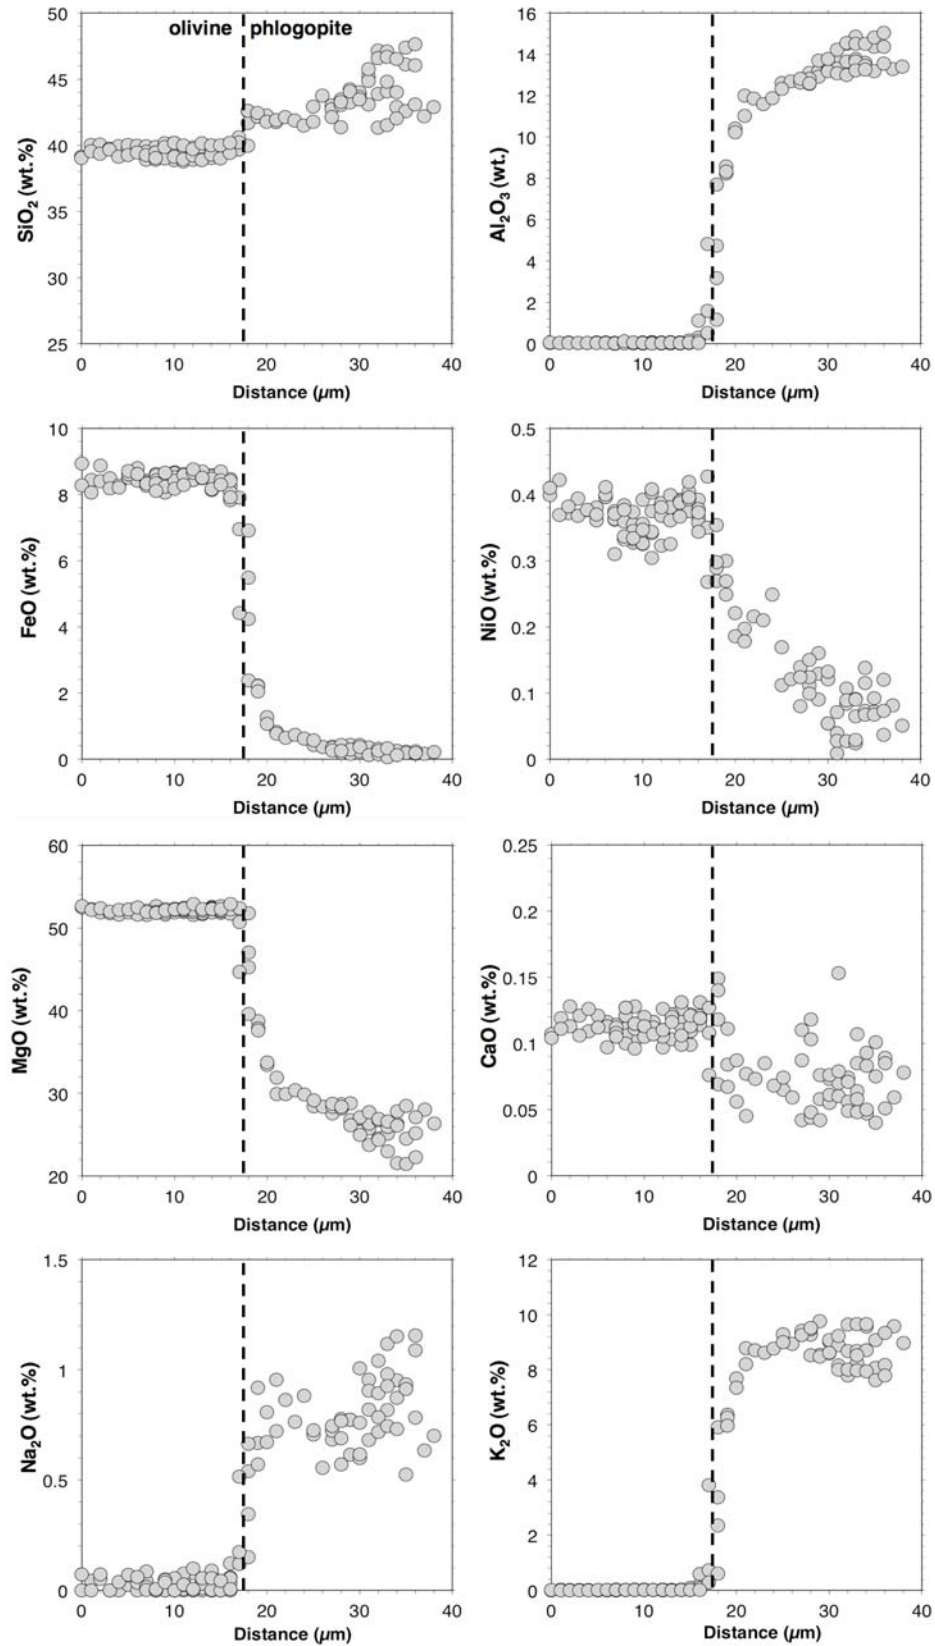 olivine phlogopite
50
45
40
35
30
25
SiO₂ (wt.%)
0 10 20 30 40
Distance (µm)
16
14
12
10
8
6
4
2
0
Al₂O₃ (wt.)
0 10 20 30 40
Distance (µm)
10
8
6
4
2
0
FeO (wt.%)
0 10 20 30 40
Distance (µm)
0.5
0.4
0.3
0.2
0.1
0
NiO (wt.%)
0 10 20 30 40
Distance (µm)
60
50
40
30
20
MgO (wt.%)
0 10 20 30 40
Distance (µm)
0.25
0.2
0.15
0.1
0.05
0
CaO (wt.%)
0 10 20 30 40
Distance (µm)
1.5
1
0.5
0
Na₂O (wt.%)
0 10 20 30 40
Distance (µm)
12
10
8
6
4
2
0
K₂O (wt.%)
0 10 20 30 40
Distance (µm)